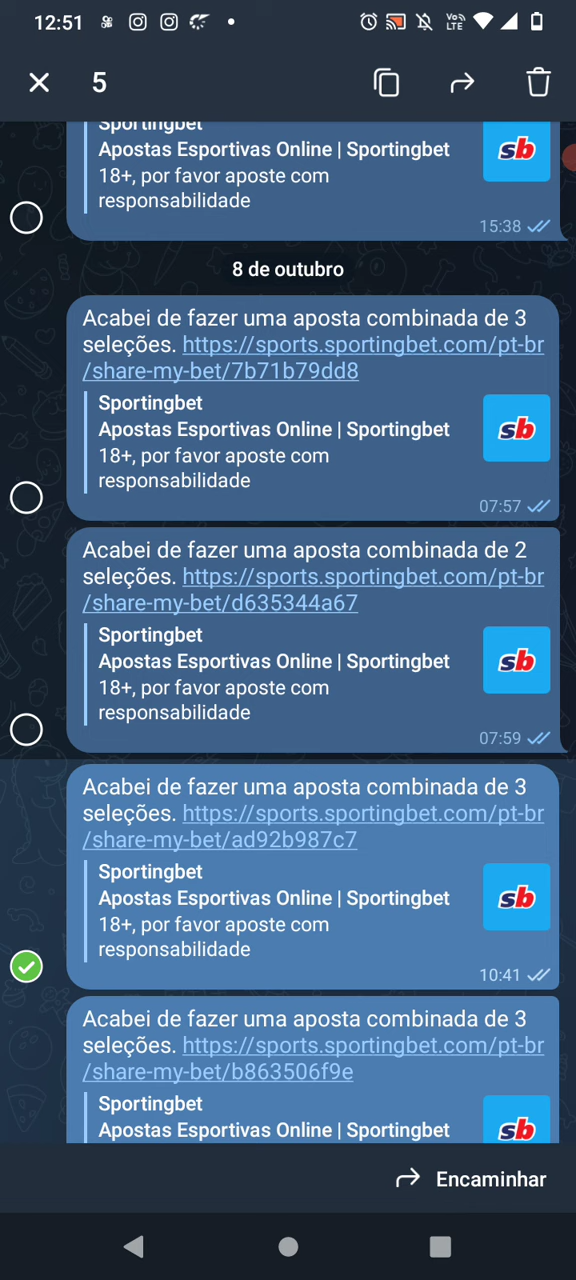 12:51
Vo))
LTE
5
Sportingbet
Apostas Esportivas Online | Sportingbet
sb
18+, por favor aposte com
responsabilidade
15:38
8 de outubro
Acabei de fazer uma aposta combinada de 3
seleções. https://sports.sportingbet.com/pt-br
/share-my-bet/7b71b79dd8
Sportingbet
Apostas Esportivas Online | Sportingbet
sb
18+, por favor aposte com
responsabilidade
07:57
Acabei de fazer uma aposta combinada de 2
seleções. https://sports.sportingbet.com/pt-br
/share-my-bet/d635344a67
Sportingbet
Apostas Esportivas Online | Sportingbet
sb
18+, por favor aposte com
responsabilidade
07:59
Acabei de fazer uma aposta combinada de 3
seleções. https://sports.sportingbet.com/pt-br
/share-my-bet/ad92b987c7
Sportingbet
Apostas Esportivas Online | Sportingbet
sb
18+, por favor aposte com
responsabilidade
10:41
Acabei de fazer uma aposta combinada de 3
seleções. https://sports.sportingbet.com/pt-br
/share-my-bet/b863506f9e
Sportingbet
Apostas Esportivas Online | Sportingbet
sb
Encaminhar